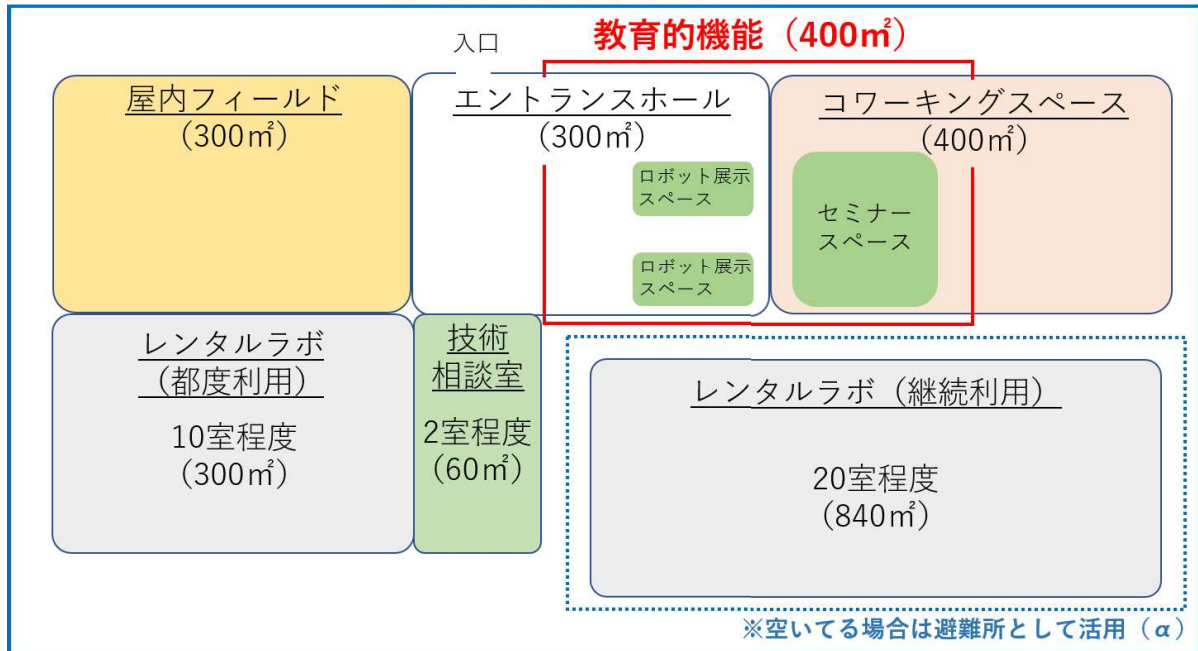 入口
教育的機能（400㎡）
屋内フィールド
（300㎡）
エントランスホール
（300㎡）
ロボット展示
スペース
ロボット展示
スペース
コワーキングスペース
（400㎡）
セミナー
スペース
レンタルラボ
（都度利用）
10室程度
（300㎡）
技術
相談室
2室程度
（60㎡）
レンタルラボ（継続利用）
20室程度
（840㎡）
※空いてる場合は避難所として活用（α）